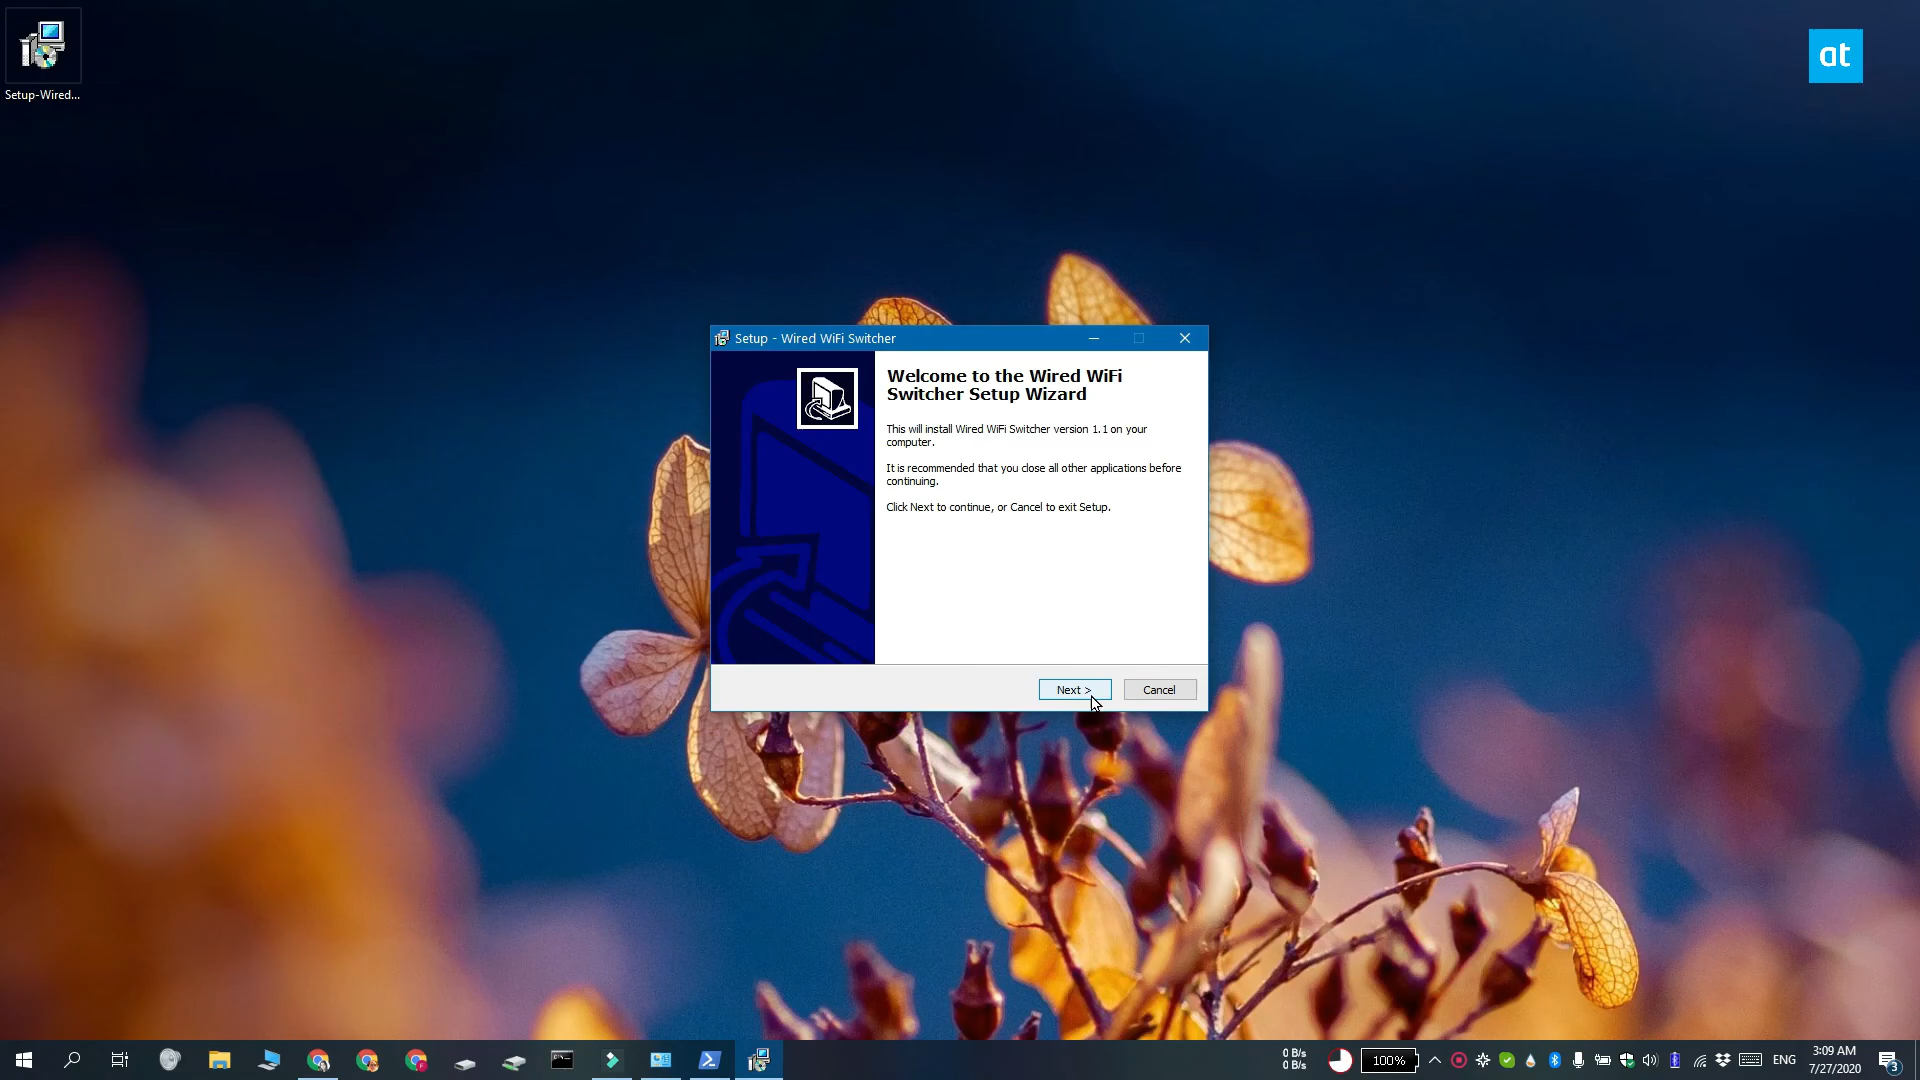 Setup-Wired...
at
Setup - Wired WiFi Switcher
Welcome to the Wired WiFi
Switcher Setup Wizard
This will install Wired WiFi Switcher version 1.1 on your
computer.
It is recommended that you close all other applications before
continuing.
Click Next to continue, or Cancel to exit Setup.
Next >
Cancel
0 B/s
0 B/s
100%
ENG
3:09 AM
7/27/2020
3